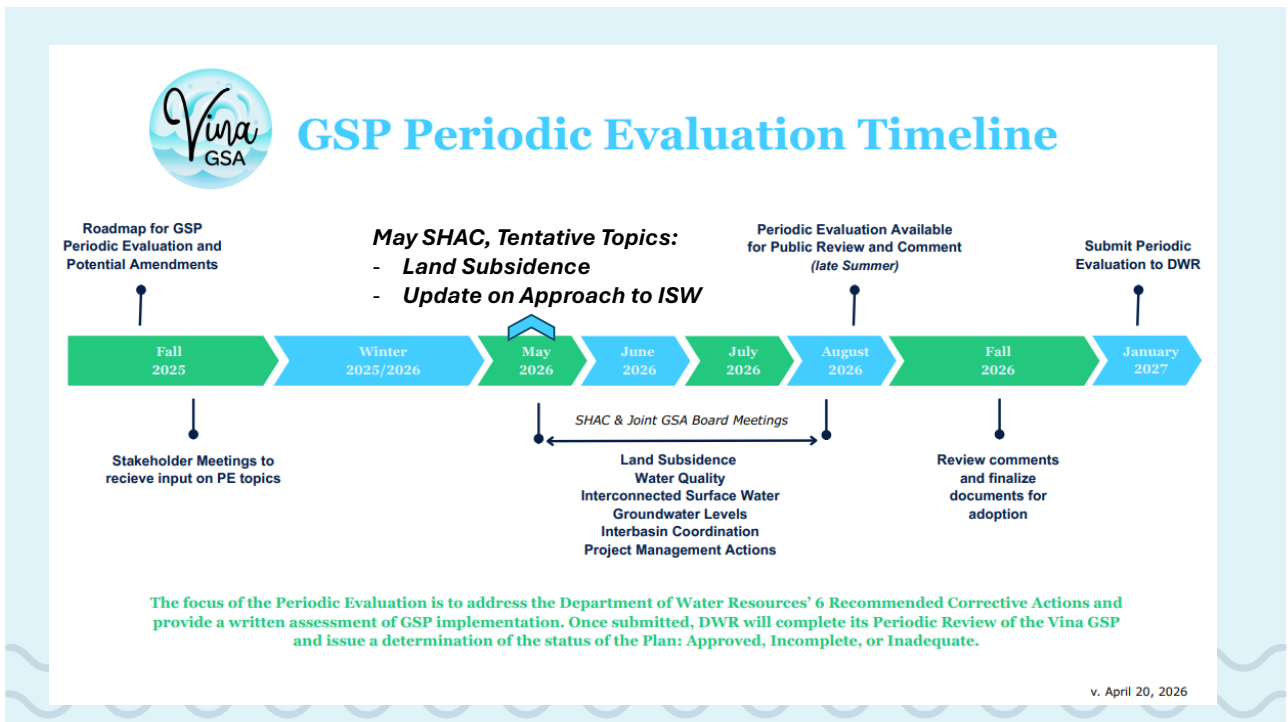 Vina
GSA
GSP Periodic Evaluation Timeline
Roadmap for GSP
Periodic Evaluation and
Potential Amendments
May SHAC, Tentative Topics:
- Land Subsidence
- Update on Approach to ISW
Periodic Evaluation Available
for Public Review and Comment
(late Summer)
Submit Periodic
Evaluation to DWR
Fall
2025
Winter
2025/2026
May
2026
June
2026
July
2026
August
2026
Fall
2026
January
2027
Stakeholder Meetings to
recieve input on PE topics
SHAC & Joint GSA Board Meetings
Land Subsidence
Water Quality
Interconnected Surface Water
Groundwater Levels
Interbasin Coordination
Project Management Actions
Review comments
and finalize
documents for
adoption
The focus of the Periodic Evaluation is to address the Department of Water Resources’ 6 Recommended Corrective Actions and
provide a written assessment of GSP implementation. Once submitted, DWR will complete its Periodic Review of the Vina GSP
and issue a determination of the status of the Plan: Approved, Incomplete, or Inadequate.
v. April 20, 2026